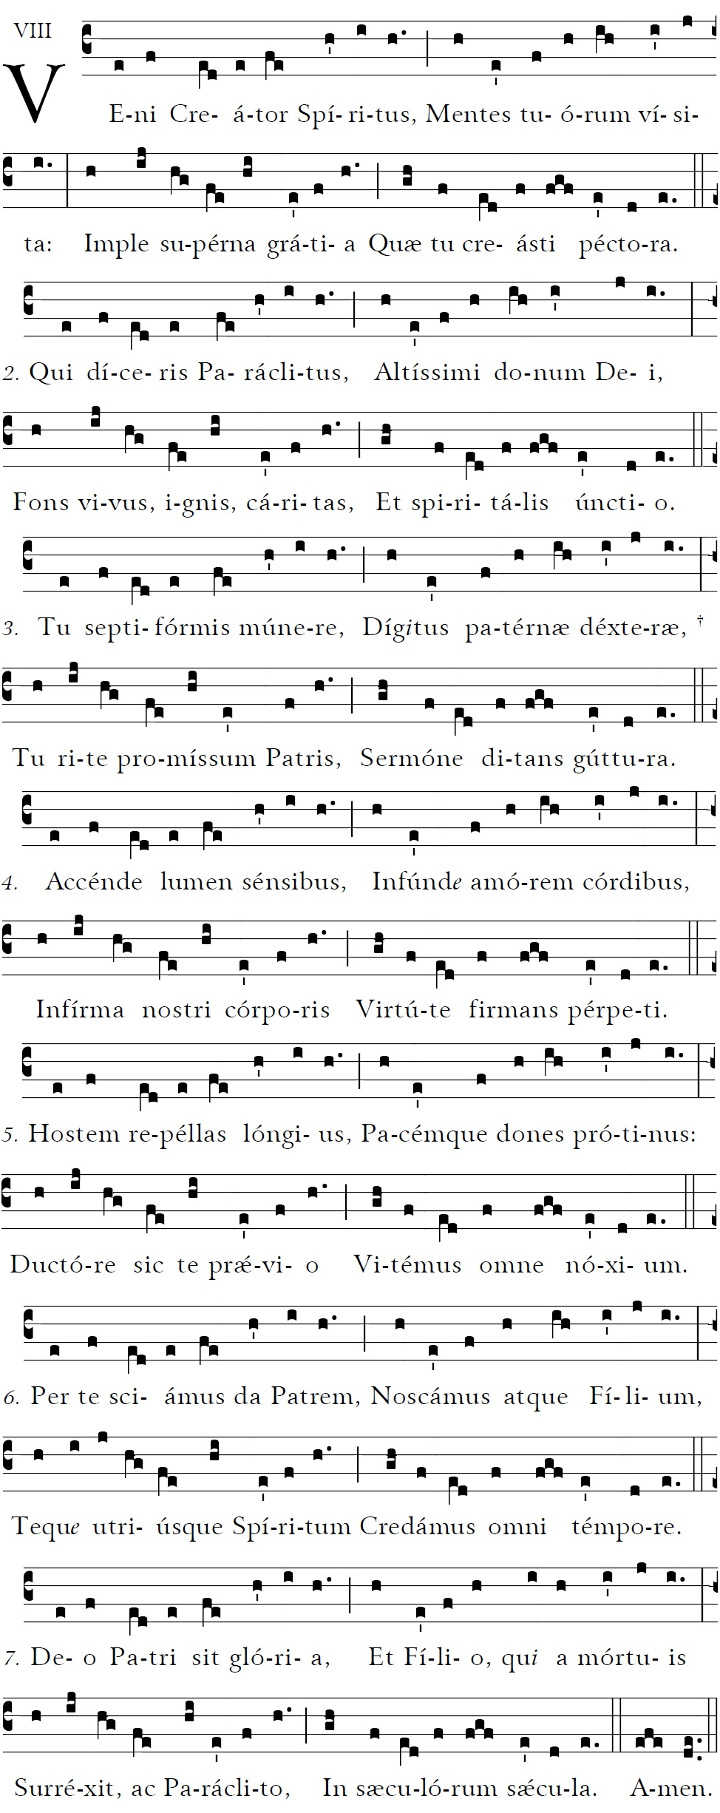 VIII
VE-ni Cre-á-tor Spí-ri-tus, Mentes tu-ó-rum ví-si-
ta: Imple su-pérna grá-ti-a Quæ tu cre-ásti pécto-ra.
2. Qui dí-ce-ris Pa-rácli-tus, Altíssimi do-num De-i,
Fons vi-vus, i-gnis, cá-ri-tas, Et spi-ri-tá-lis úncti-o.
3. Tu septi-fórmis múne-re, Dígitus pa-térnæ déxte-ræ, †
Tu ri-te pro-míssum Patris, Sermóne di-tans gúttu-ra.
4. Accénde lumen sénsibus, Infúnde amó-rem córdibus,
Infírma nostri córpo-ris Virtú-te firmans pérpe-ti.
5. Hostem re-péllas lóngi-us, Pa-cémque dones pró-ti-nus:
Ductó-re sic te prǽ-vi-o Vi-témus omne nó-xi-um.
6. Per te sci-ámus da Patrem, Noscámus atque Fí-li-um,
Teque utri-úsque Spí-ri-tum Credámus omni témpo-re.
7. De-o Pa-tri sit gló-ri-a, Et Fí-li-o, qui a mórtu-is
Surré-xit, ac Pa-rácli-to, In sæcu-ló-rum sǽcu-la. A-men.